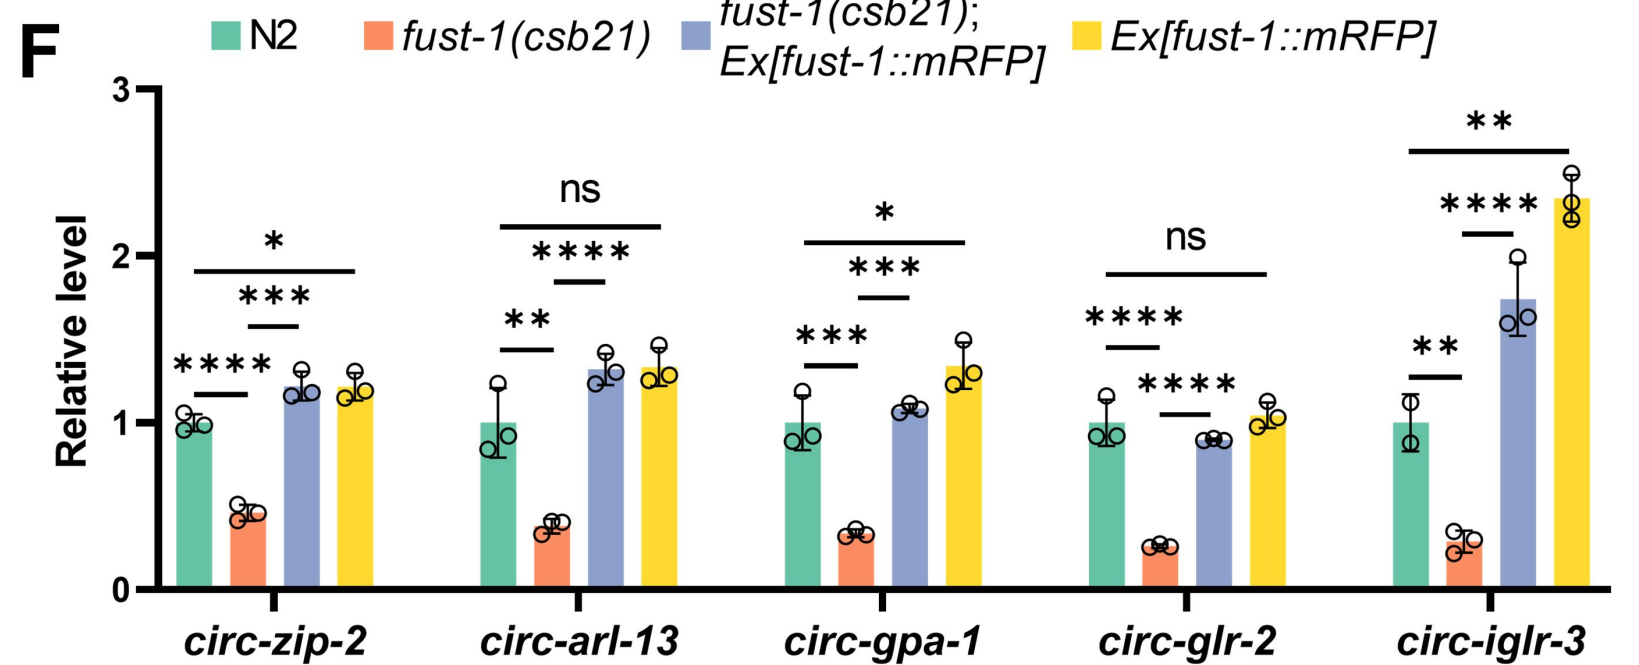 F
N2
fust-1(csb21)
fust-1(csb21);
Ex[fust-1::mRFP]
Ex[fust-1::mRFP]
3
2
1
0
Relative level
* *** ****
ns **** **
* *** ***
ns **** ****
** **** **
circ-zip-2 circ-arl-13 circ-gpa-1 circ-glr-2 circ-iglr-3